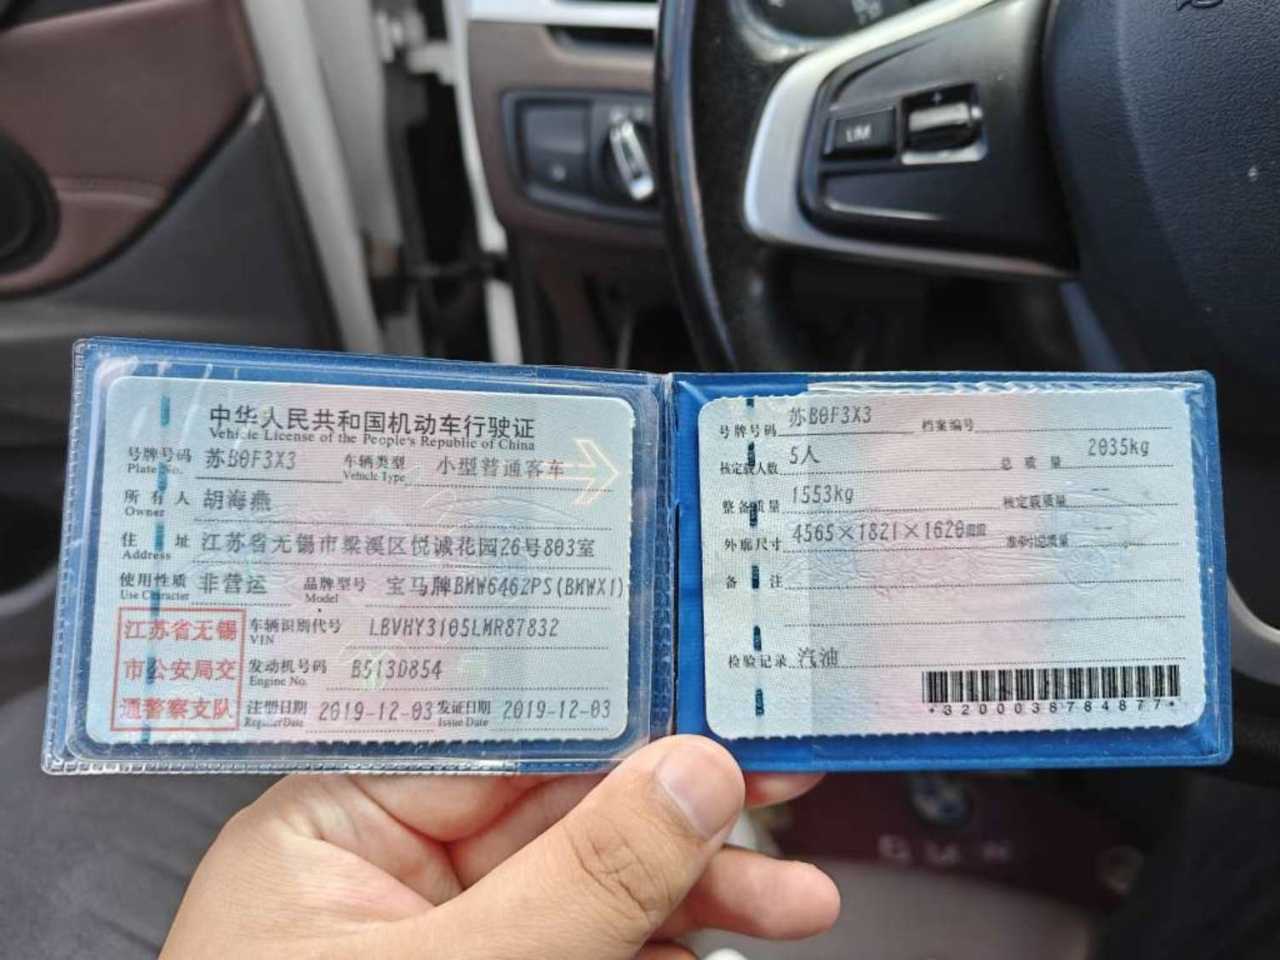 LIM
中华人民共和国机动车行驶证
Vehicle License of the People's Republic of China
号牌号码 苏B0F3X3 车辆类型 小型普通客车
Plate No. Vehicle Type
所有人 胡海燕
Owner
住址 江苏省无锡市梁溪区悦诚花园26号803室
Address
使用性质 非营运 品牌型号 宝马牌BMW6462PS(BMWX1)
Use Character Model
江苏省无锡
市公安局交
通警察支队
车辆识别代号 LBVHY3105LMR87832
VIN
发动机号码 B513D854
Engine No.
注册日期 2019-12-03 发证日期 2019-12-03
Register Date Issue Date
号牌号码 苏B0F3X3 档案编号
核定载人数 5人 总质量 2035kg
整备质量 1553kg 核定载质量 --
外廓尺寸 4565×1821×1620mm 准牵引总质量 --
备注
检验记录 汽油
*3200038784877*